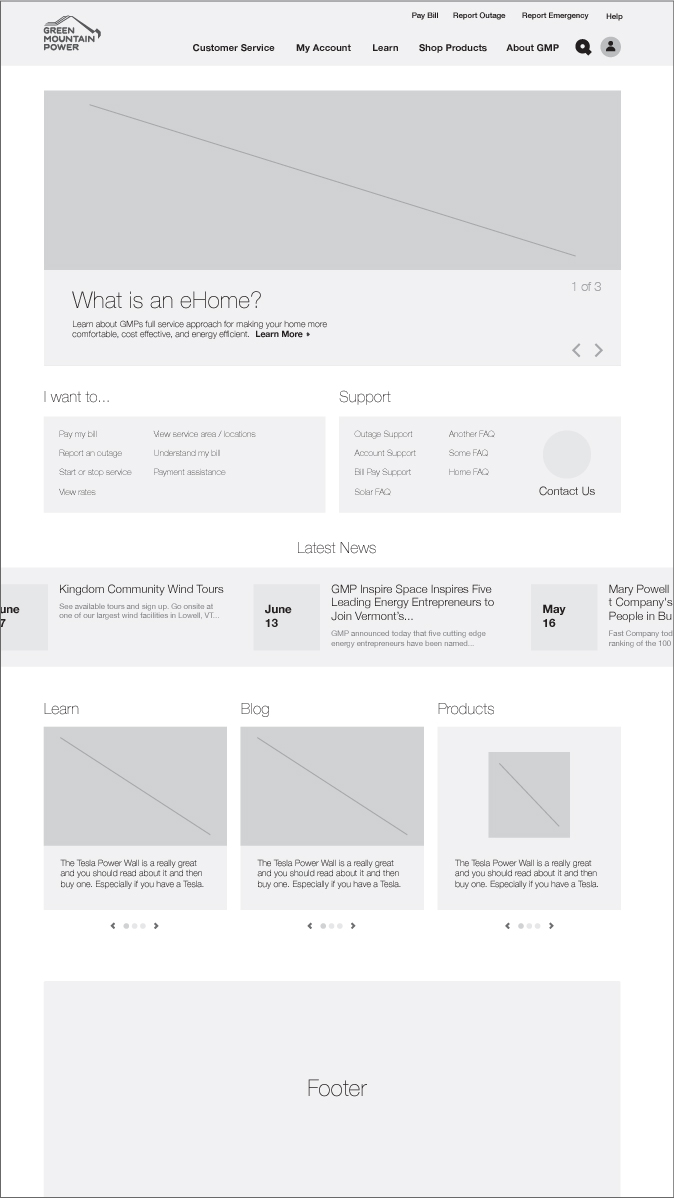 Pay Bill Report Outage Report Emergency Help
GREEN
MOUNTAIN
POWER
Customer Service My Account Learn Shop Products About GMP
What is an eHome?
1 of 3
Learn about GMPs full service approach for making your home more
comfortable, cost effective, and energy efficient. Learn More
I want to...
Pay my bill
Report an outage
Start or stop service
View rates
View service area / locations
Understand my bill
Payment assistance
Support
Outage Support
Account Support
Bill Pay Support
Solar FAQ
Another FAQ
Some FAQ
Home FAQ
Contact Us
Latest News
une
7
Kingdom Community Wind Tours
See available tours and sign up. Go onsite at
one of our largest wind facilities in Lowell, VT...
June
13
GMP Inspire Space Inspires Five
Leading Energy Entrepreneurs to
Join Vermont's...
GMP announced today that five cutting edge
energy entrepreneurs have been named...
May
16
Mary Powell
t Company's
People in Bu
Fast Company tod
ranking of the 100
Learn
The Tesla Power Wall is a really great
and you should read about it and then
buy one. Especially if you have a Tesla.
Blog
The Tesla Power Wall is a really great
and you should read about it and then
buy one. Especially if you have a Tesla.
Products
The Tesla Power Wall is a really great
and you should read about it and then
buy one. Especially if you have a Tesla.
Footer